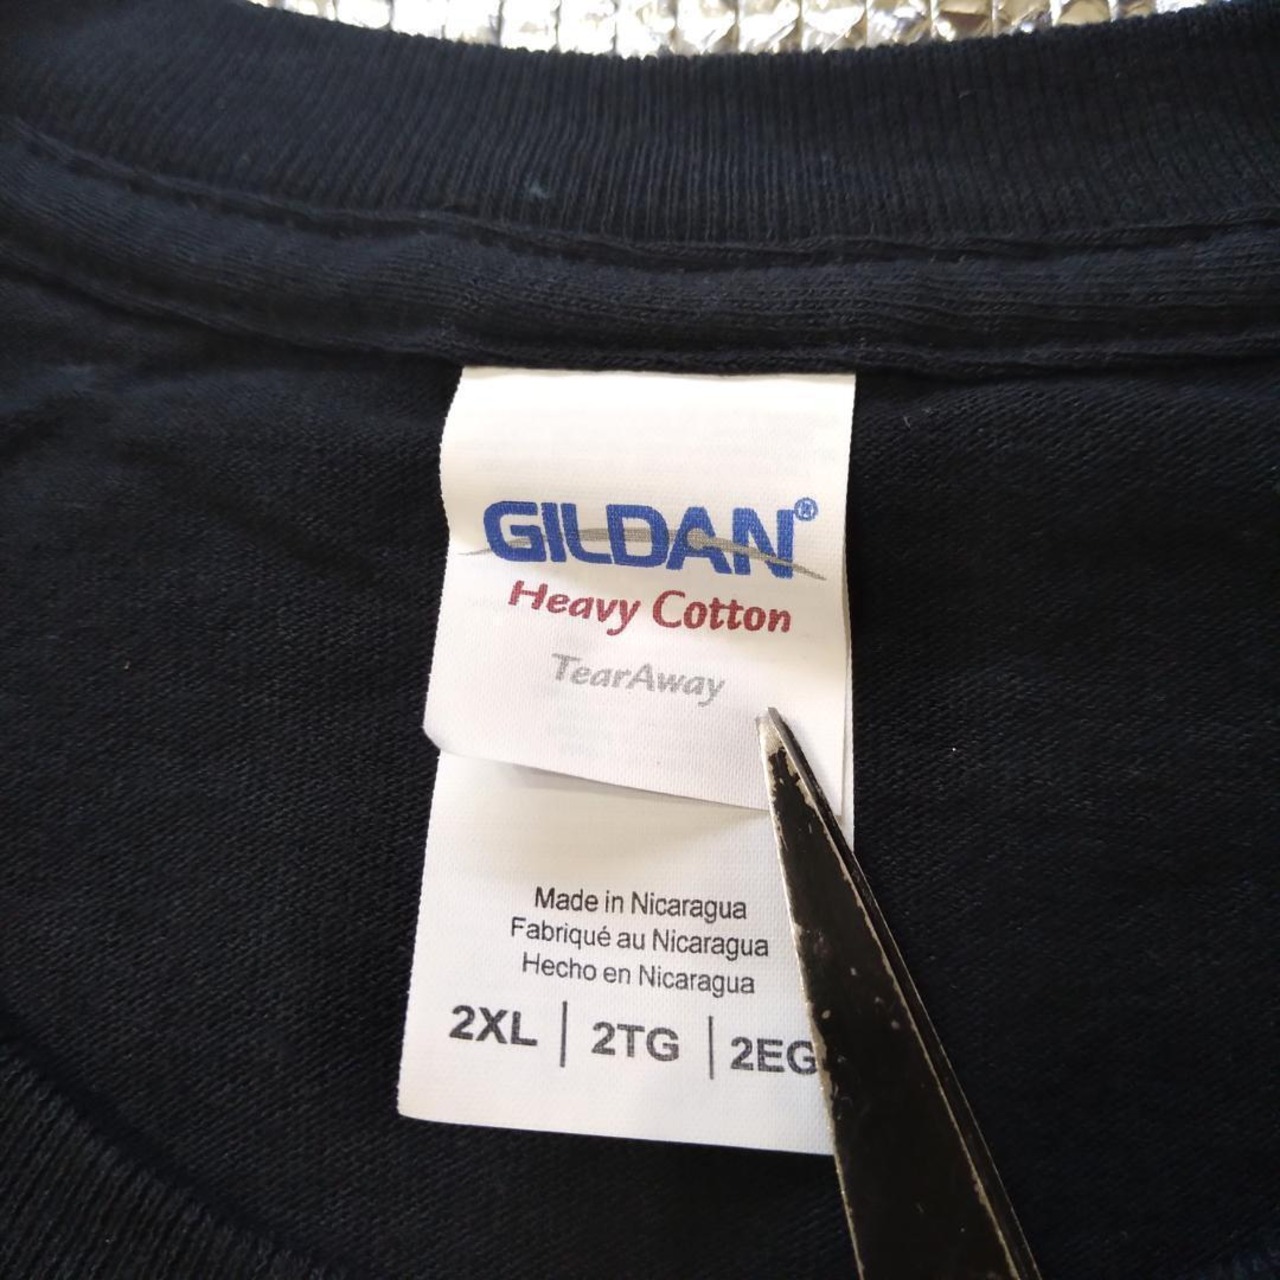 GILDAN®
Heavy Cotton
TearAway
Made in Nicaragua
Fabriqué au Nicaragua
Hecho en Nicaragua
2XL | 2TG | 2EG